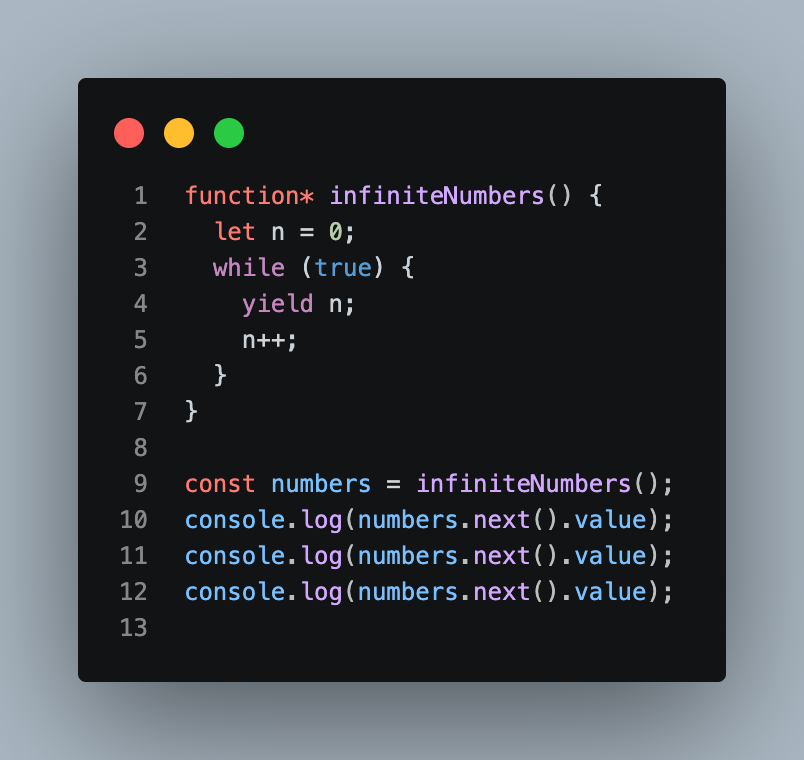 1 function* infiniteNumbers() {
2   let n = 0;
3   while (true) {
4     yield n;
5     n++;
6   }
7 }
8
9 const numbers = infiniteNumbers();
10 console.log(numbers.next().value);
11 console.log(numbers.next().value);
12 console.log(numbers.next().value);
13